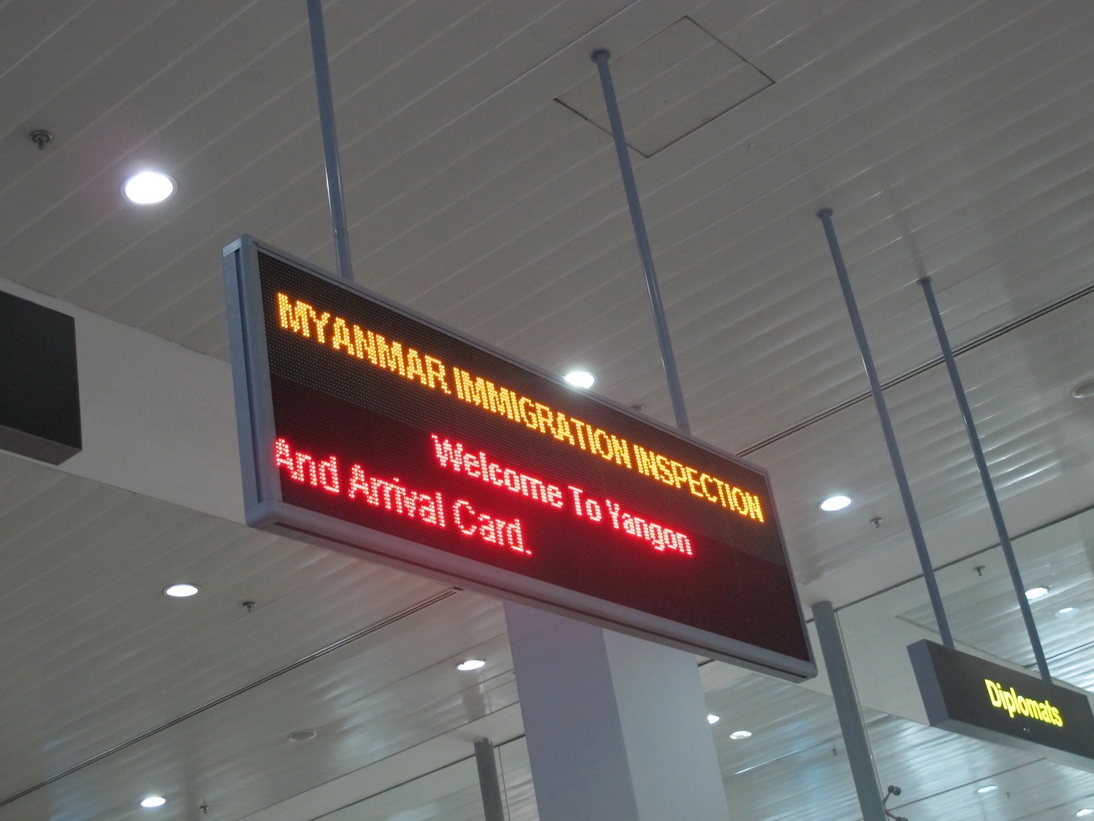 MYANMAR IMMIGRATION INSPECTION
Welcome To Yangon
And Arrival Card.
Diplomats